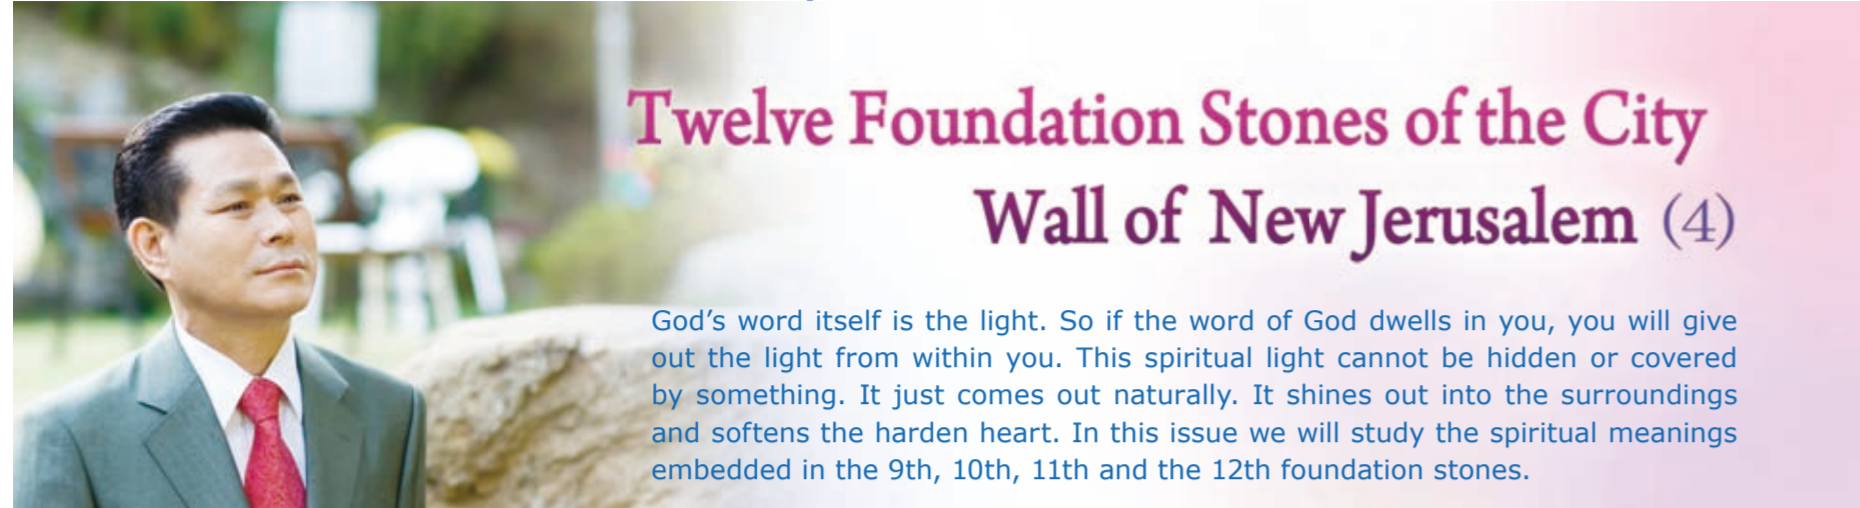 Twelve Foundation Stones of the City
Wall of New Jerusalem (4)
God's word itself is the light. So if the word of God dwells in you, you will give
out the light from within you. This spiritual light cannot be hidden or covered
by something. It just comes out naturally. It shines out into the surroundings
and softens the harden heart. In this issue we will study the spiritual meanings
embedded in the 9th, 10th, 11th and the 12th foundation stones.